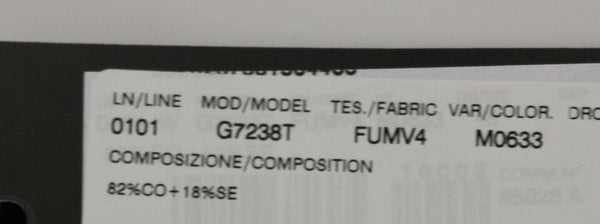 LN/LINE MOD/MODEL TES./FABRIC VAR/COLOR. DRO
0101 G7238T FUMV4 M0633
COMPOSIZIONE/COMPOSITION
82%CO+18%SE